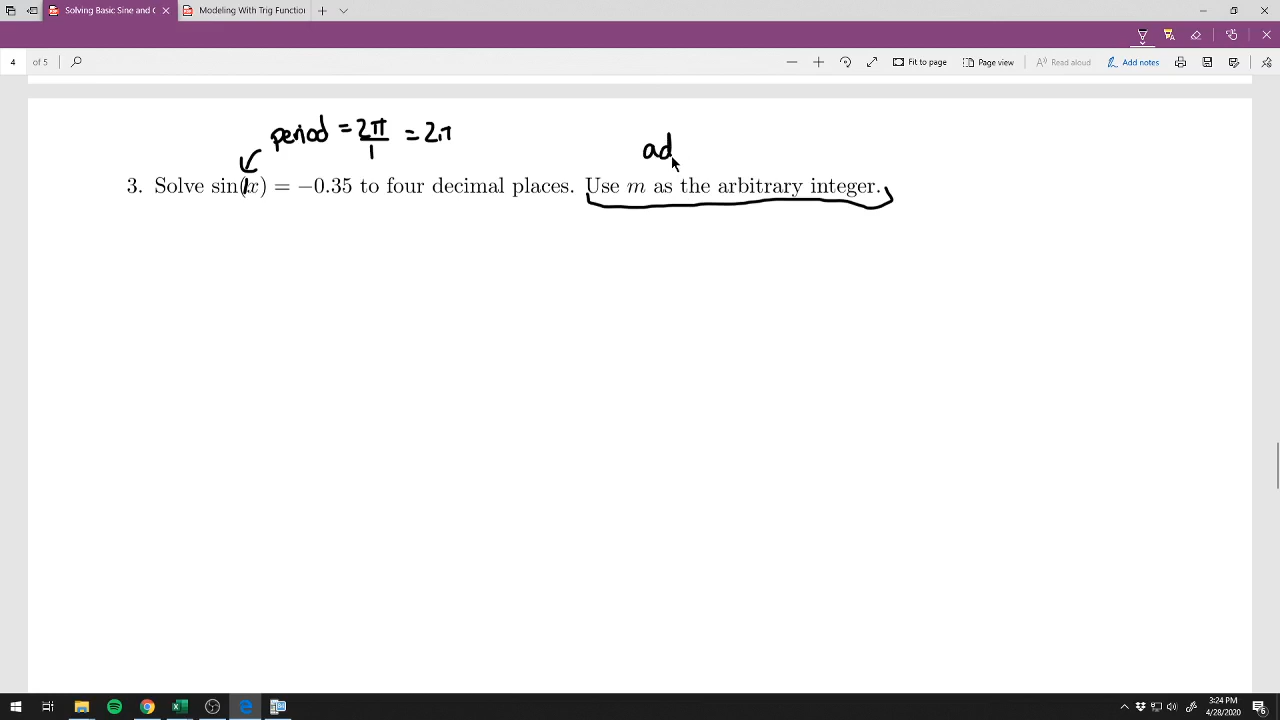 Solving Basic Sine and C
Modeling With Trig Function
4 of 5
Fit to page
Page view
Read aloud
Add notes
period = 2π/1 = 2π
ad
3. Solve sin(1x) = −0.35 to four decimal places. Use m as the arbitrary integer.
3:24 PM
4/28/2020
6